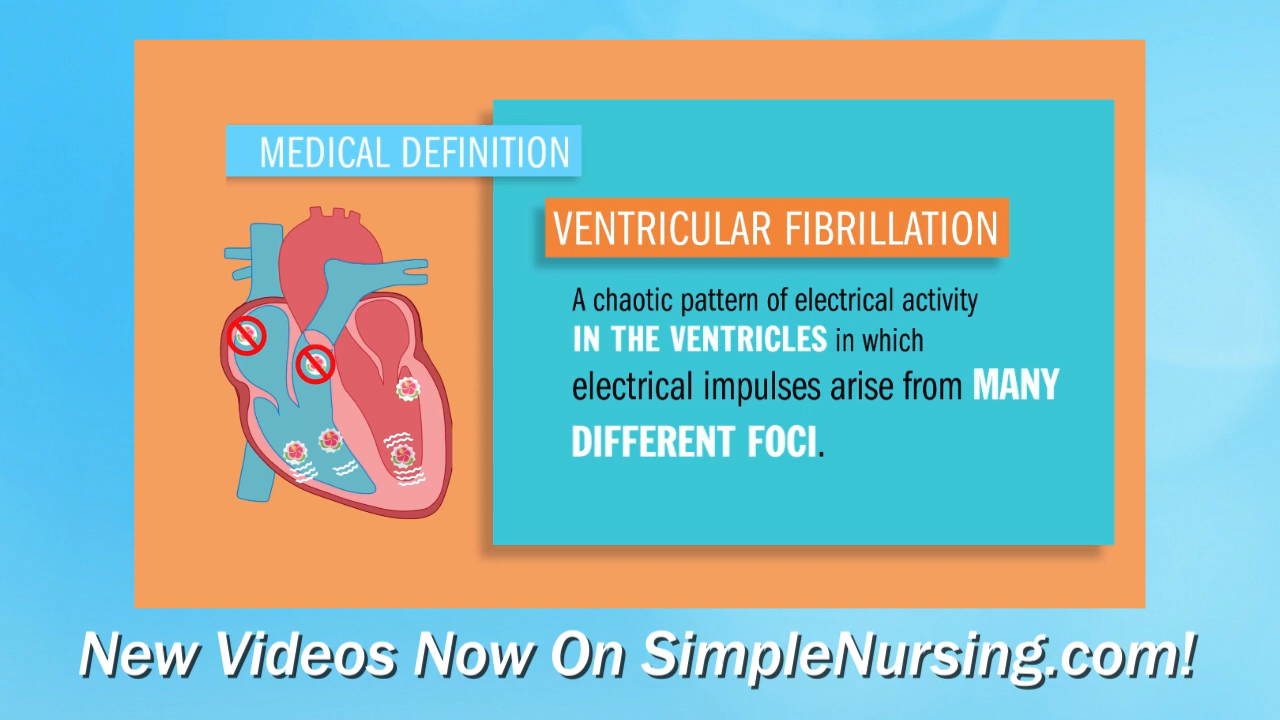 MEDICAL DEFINITION
VENTRICULAR FIBRILLATION
A chaotic pattern of electrical activity
IN THE VENTRICLES in which
electrical impulses arise from MANY
DIFFERENT FOCI.
New Videos Now On SimpleNursing.com!